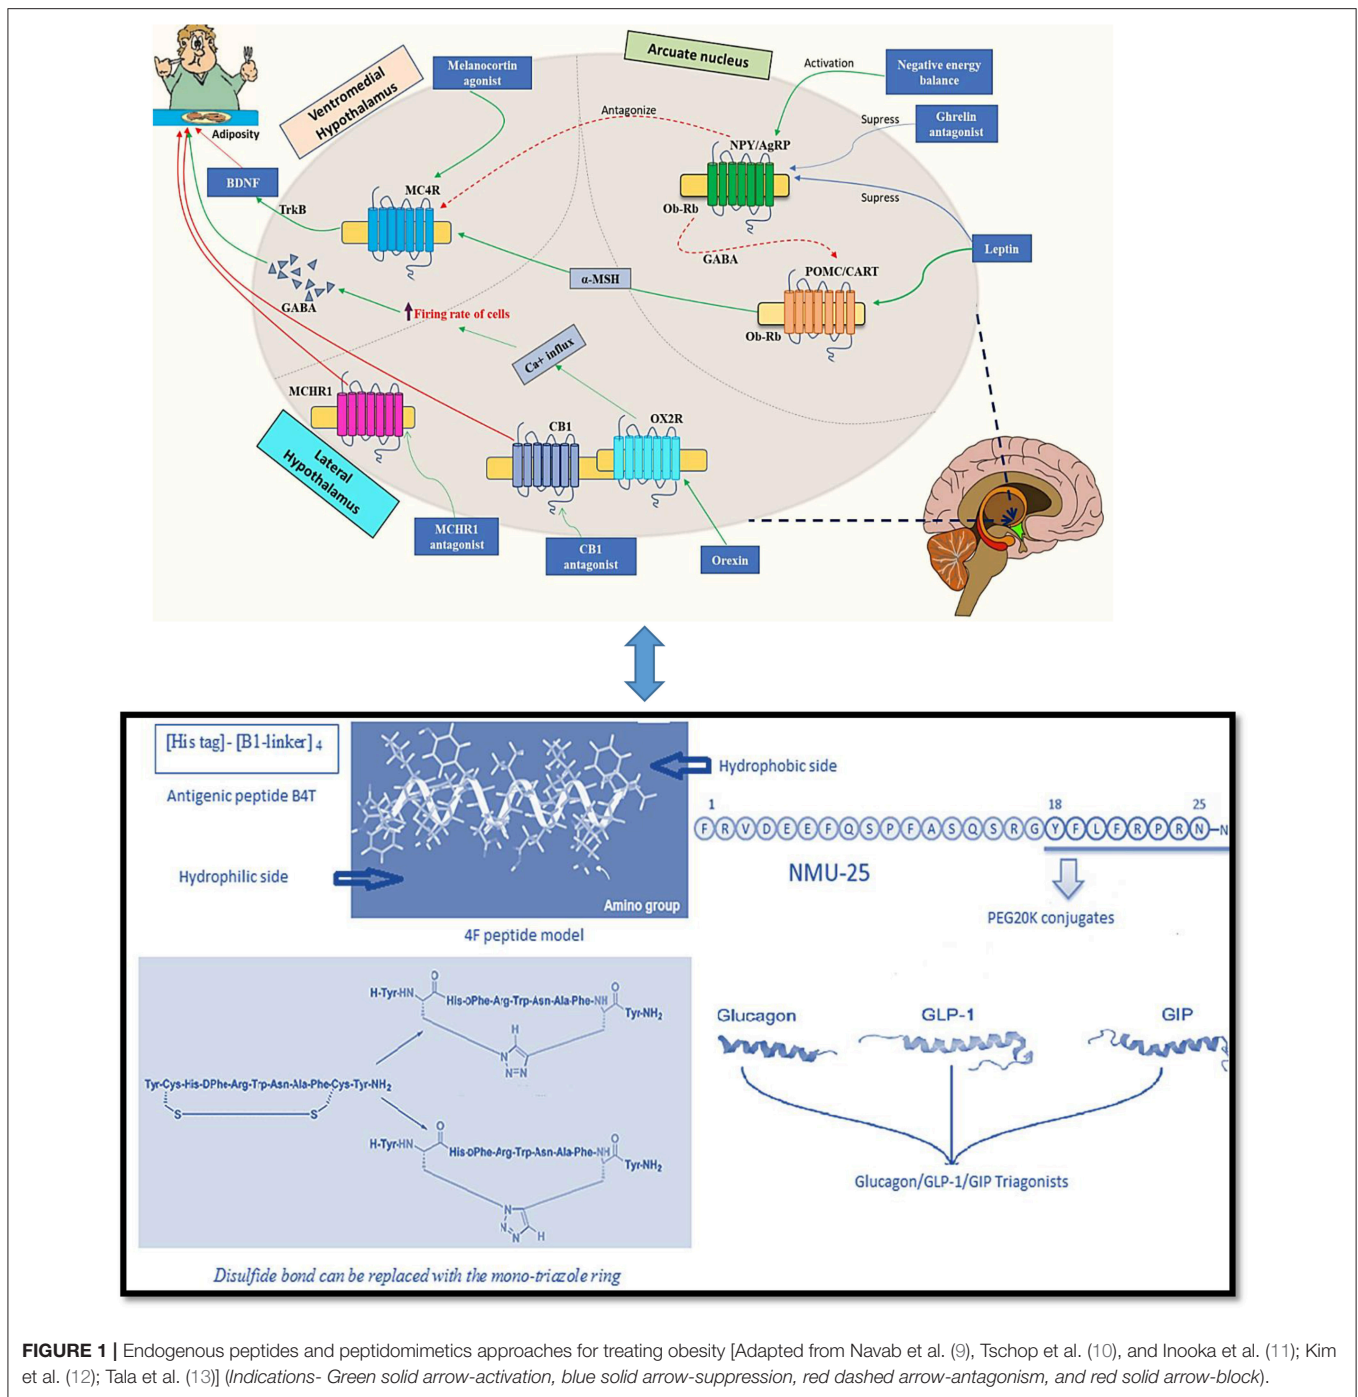 Arcuate nucleus
Ventromedial
Hypothalamus
Melanocortin
agonist
Activation
Negative energy
balance
Antagonize
Supress
Ghrelin
antagonist
Adiposity
NPY/AgRP
BDNF
MC4R
TrkB
Ob-Rb
Supress
Leptin
GABA
POMC/CART
α-MSH
GABA
Firing rate of cells
Ob-Rb
Ca+ influx
MCHR1
CB1
OX2R
Lateral
Hypothalamus
MCHR1
antagonist
CB1
antagonist
Orexin
[His tag]- [B1-linker] 4
Antigenic peptide B4T
Hydrophobic side
Hydrophilic side
Amino group
4F peptide model
1 18 25
F R V D E E F Q S P F A S Q S R G Y F L F R P R N -N
NMU-25
PEG20K conjugates
H-Tyr-HN O His-DPhe-Arg-Trp-Asn-Ala-Phe-NH O Tyr-NH2
H
N N=N
Tyr-Cys-His-DPhe-Arg-Trp-Asn-Ala-Phe-Cys-Tyr-NH2
S S
H-Tyr-HN O His-DPhe-Arg-Trp-Asn-Ala-Phe-NH O Tyr-NH2
N N N H
Disulfide bond can be replaced with the mono-triazole ring
Glucagon GLP-1 GIP
Glucagon/GLP-1/GIP Triagonists
FIGURE 1 | Endogenous peptides and peptidomimetics approaches for treating obesity [Adapted from Navab et al. (9), Tschop et al. (10), and Inooka et al. (11); Kim
et al. (12); Tala et al. (13)] (Indications- Green solid arrow-activation, blue solid arrow-suppression, red dashed arrow-antagonism, and red solid arrow-block).